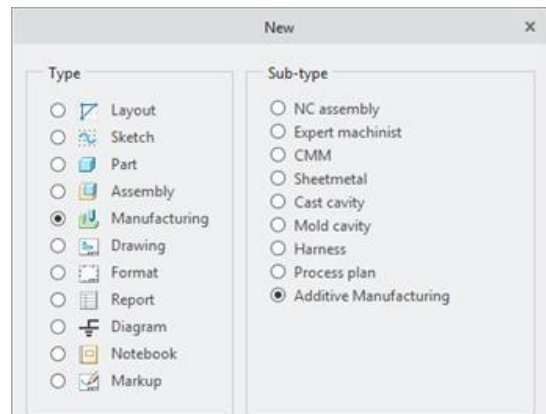 New
Type
Layout
Sketch
Part
Assembly
Manufacturing
Drawing
Format
Report
Diagram
Notebook
Markup
Sub-type
NC assembly
Expert machinist
CMM
Sheetmetal
Cast cavity
Mold cavity
Harness
Process plan
Additive Manufacturing